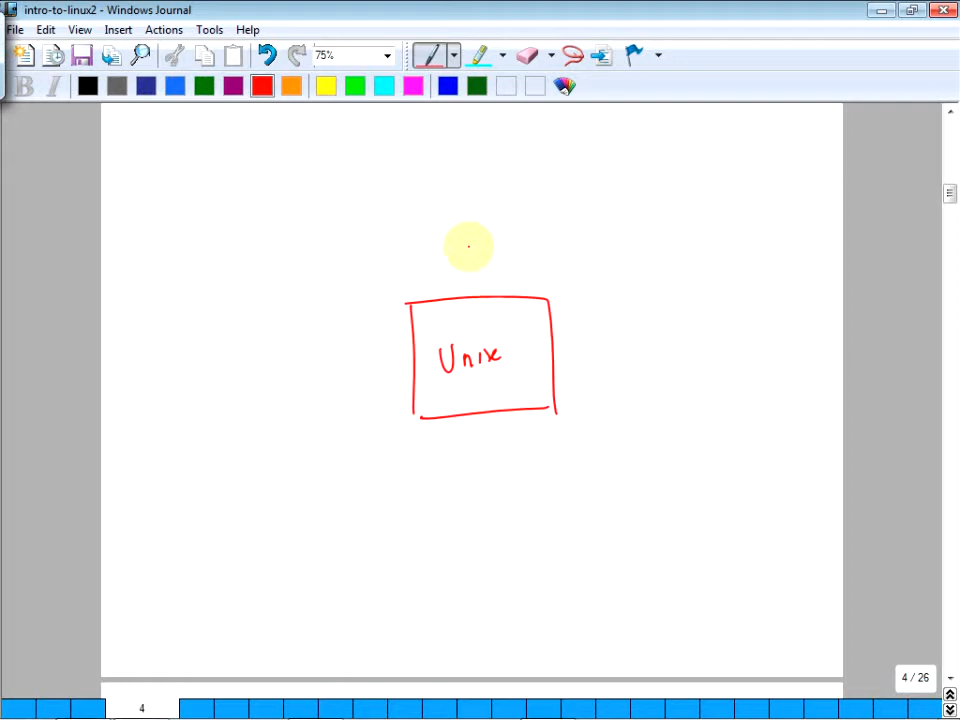 intro-to-linux2 - Windows Journal
File Edit View Insert Actions Tools Help
75%
B I
Unix
4 / 26
4